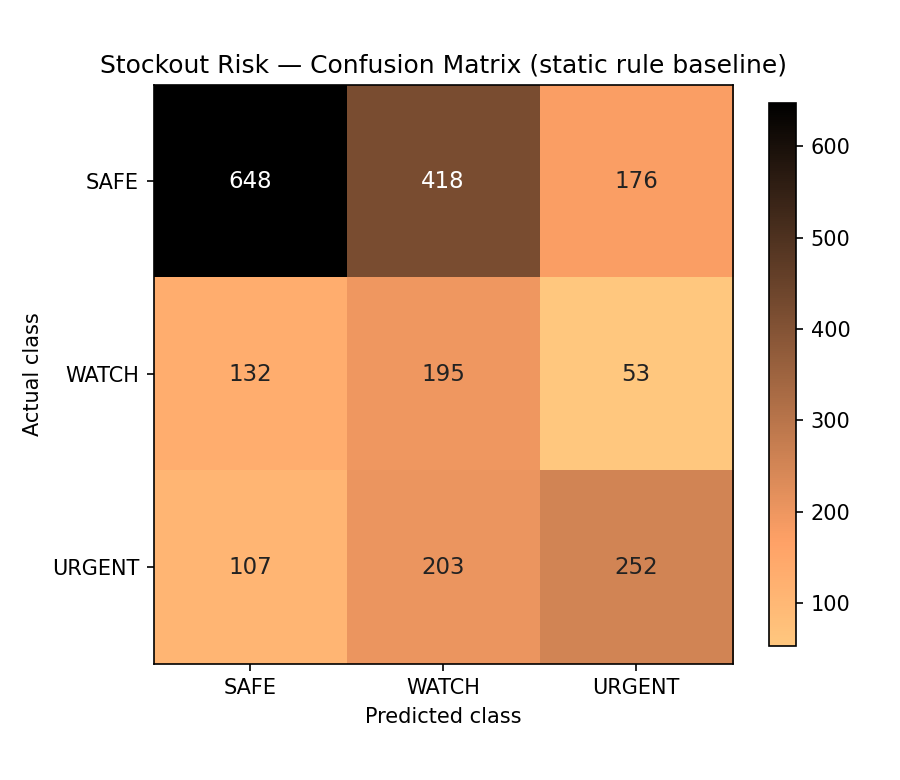 Stockout Risk — Confusion Matrix (static rule baseline)
SAFE 648 418 176
WATCH 132 195 53
URGENT 107 203 252
SAFE WATCH URGENT
Predicted class
Actual class
600
500
400
300
200
100